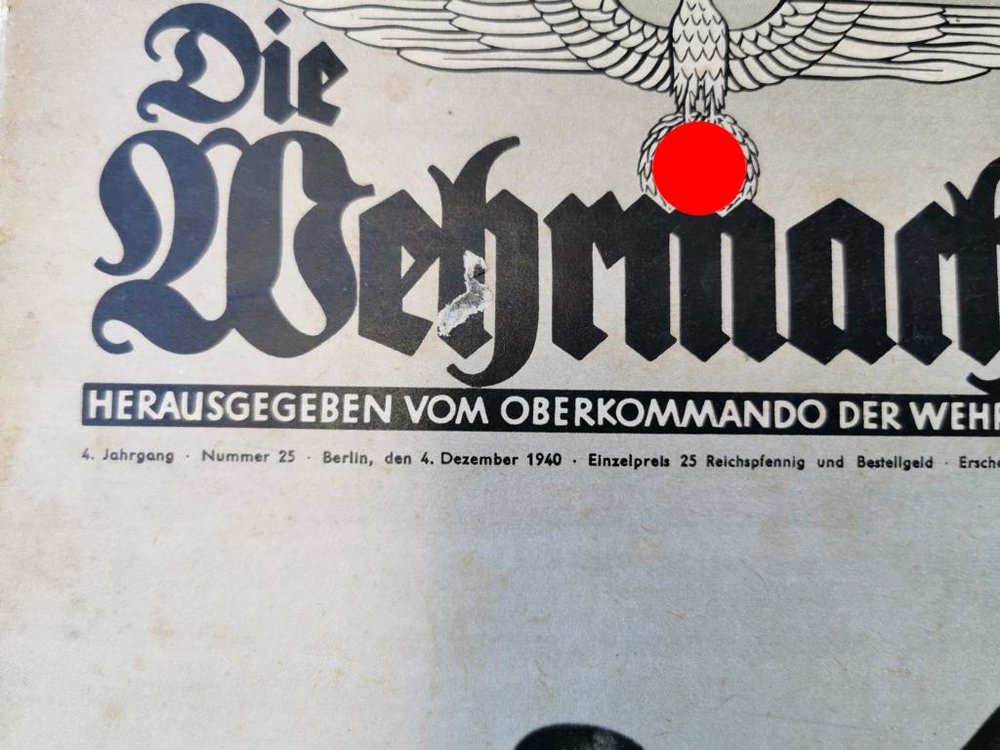 Die
Wehrmach
HERAUSGEGEBEN VOM OBERKOMMANDO DER WEHR
4. Jahrgang · Nummer 25 · Berlin, den 4. Dezember 1940 · Einzelpreis 25 Reichspfennig und Bestellgeld · Ersche